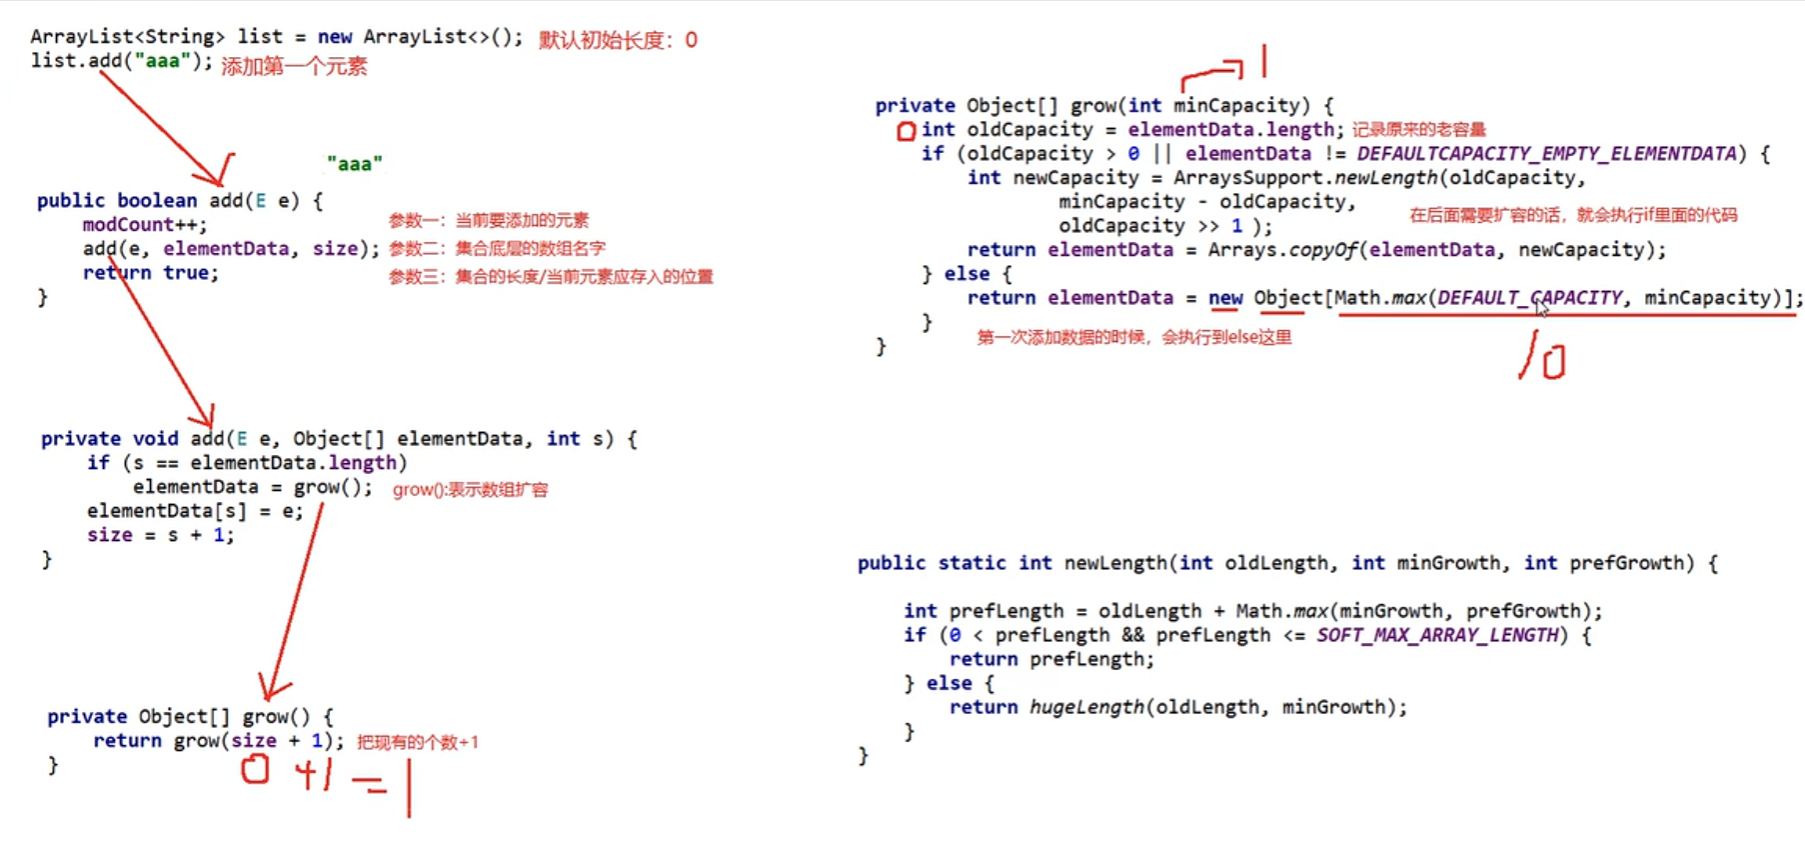 ArrayList<String> list = new ArrayList<>(); 默认初始长度：0
list.add("aaa"); 添加第一个元素
"aaa"
public boolean add(E e) {
modCount++; 参数一：当前要添加的元素
add(e, elementData, size); 参数二：集合底层的数组名字
return true; 参数三：集合的长度/当前元素应存入的位置
}
private void add(E e, Object[] elementData, int s) {
if (s == elementData.length)
elementData = grow(); grow():表示数组扩容
elementData[s] = e;
size = s + 1;
}
private Object[] grow() {
return grow(size + 1); 把现有的个数+1
}
0 +1 = 1
1
private Object[] grow(int minCapacity) {
0 int oldCapacity = elementData.length; 记录原来的老容量
if (oldCapacity > 0 || elementData != DEFAULTCAPACITY_EMPTY_ELEMENTDATA) {
int newCapacity = ArraysSupport.newLength(oldCapacity,
minCapacity - oldCapacity,
在后面需要扩容的话，就会执行if里面的代码
oldCapacity >> 1 );
return elementData = Arrays.copyOf(elementData, newCapacity);
} else {
return elementData = new Object[Math.max(DEFAULT_CAPACITY, minCapacity)];
}
第一次添加数据的时候，会执行到else这里
}
10
public static int newLength(int oldLength, int minGrowth, int prefGrowth) {
int prefLength = oldLength + Math.max(minGrowth, prefGrowth);
if (0 < prefLength && prefLength <= SOFT_MAX_ARRAY_LENGTH) {
return prefLength;
} else {
return hugeLength(oldLength, minGrowth);
}
}